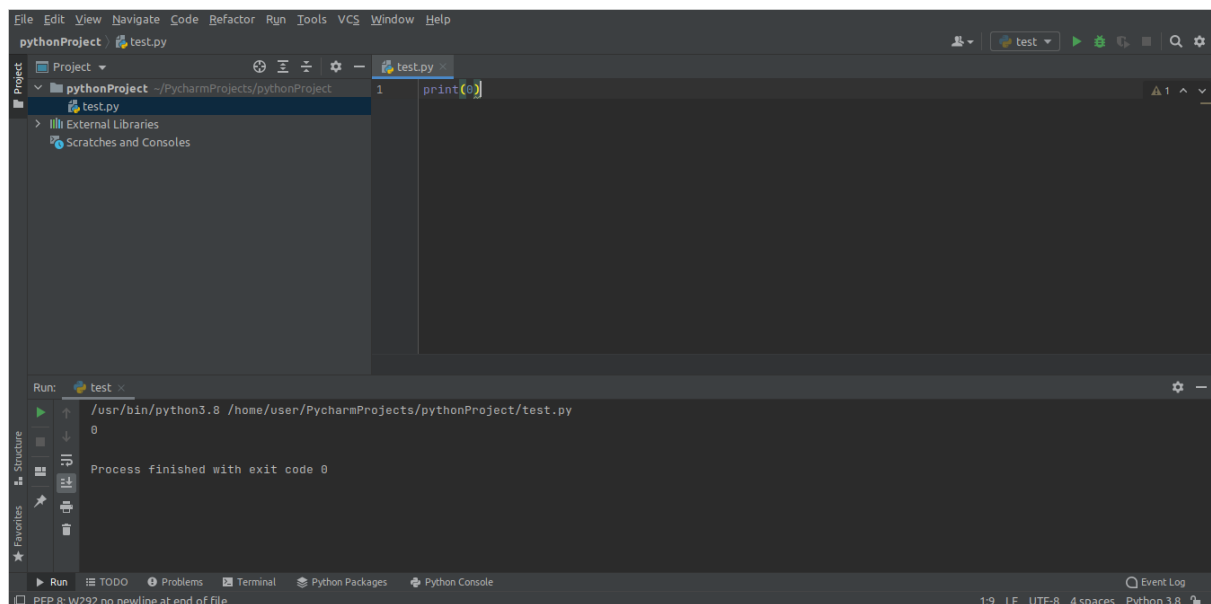 File Edit View Navigate Code Refactor Run Tools VCS Window Help
pythonProject test.py
test
Project
Project
test.py
pythonProject ~/PycharmProjects/pythonProject
1 print(0)
1
test.py
External Libraries
Scratches and Consoles
Run: test
/usr/bin/python3.8 /home/user/PycharmProjects/pythonProject/test.py
0
Process finished with exit code 0
Structure
Favorites
Run TODO Problems Terminal Python Packages Python Console Event Log
PEP 8: W292 no newline at end of file 1:9 LF UTF-8 4 spaces Python 3.8